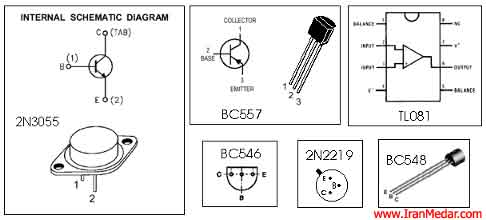 INTERNAL SCHEMATIC DIAGRAM
C (TAB)
(1)
B
E (2)
2N3055
1
2
COLLECTOR
1
2
BASE
3
EMITTER
1
2
3
BC557
BALANCE
NC
INPUT
V+
INPUT
OUTPUT
V-
BALANCE
TL081
BC546
C
E
B
2N2219
E
B
C
BC548
E
B
C
www.IranMedar.com